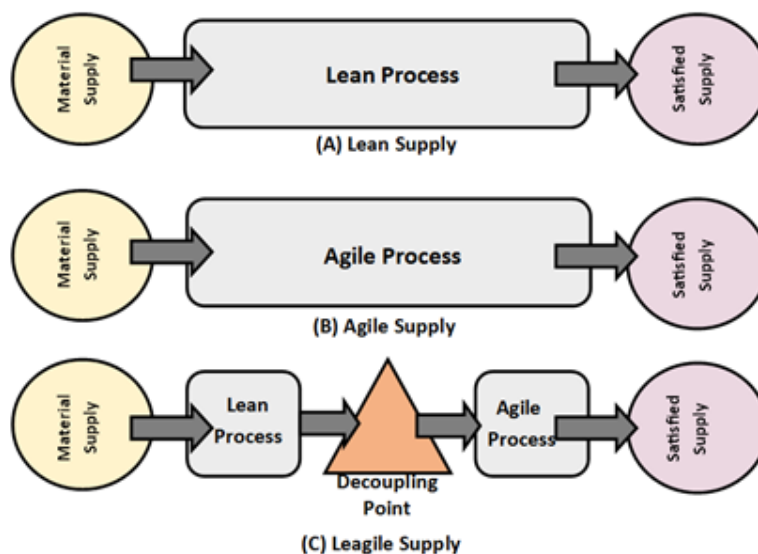 Material
Supply
Lean Process
Satisfied
Supply
(A) Lean Supply
Material
Supply
Agile Process
Satisfied
Supply
(B) Agile Supply
Material
Supply
Lean
Process
Decoupling
Point
Agile
Process
Satisfied
Supply
(C) Leagile Supply